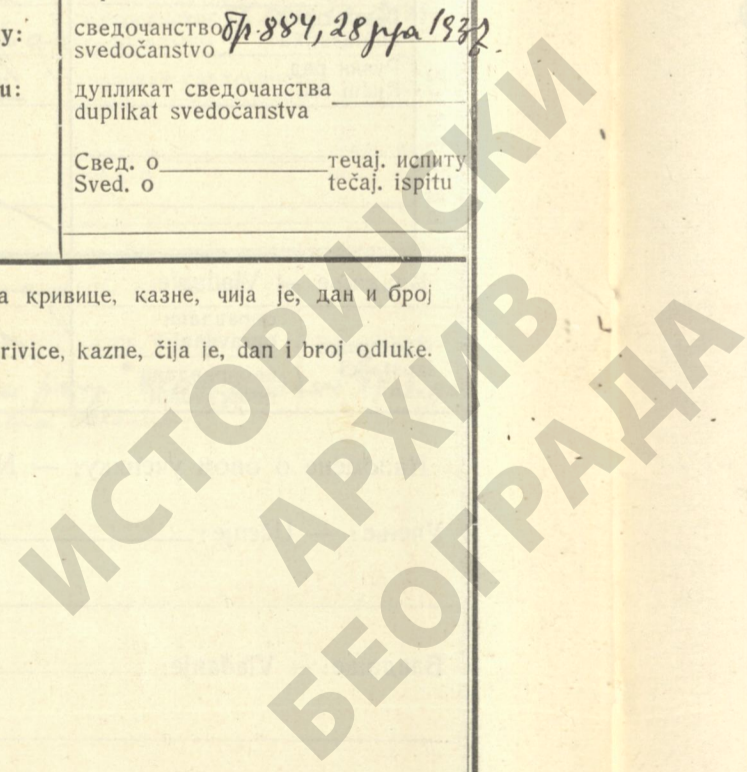 у: сведочанство бр. 884, 28 јуна 1937.
svedočanstvo
u: дупликат сведочанства
duplikat svedočanstva
Свед. о течај. испиту
Sved. o tečaj. ispitu
а кривице, казне, чија је, дан и број
rivice, kazne, čija je, dan i broj odluke.
ИСТОРИЈСКИ
АРХИВ
БЕОГРАДА